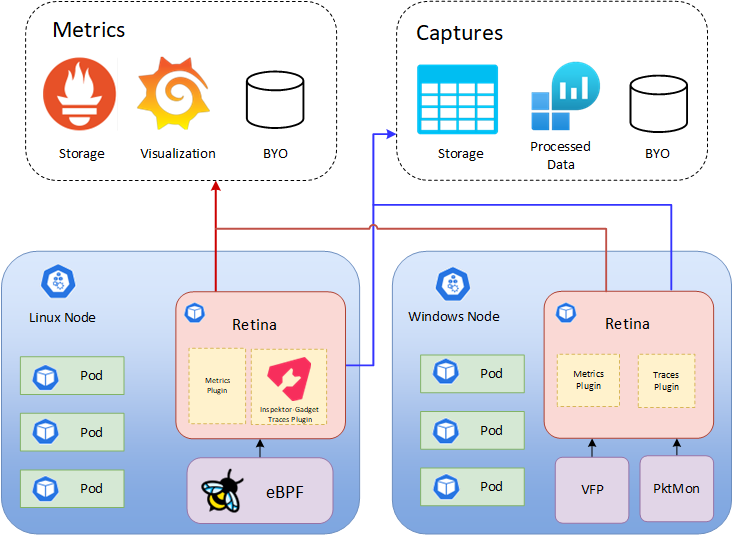 Metrics
Storage
Visualization
BYO
Captures
Storage
Processed
Data
BYO
Linux Node
Pod
Pod
Pod
Retina
Metrics
Plugin
Inspektor-Gadget
Traces Plugin
eBPF
Windows Node
Pod
Pod
Pod
Retina
Metrics
Plugin
Traces
Plugin
VFP
PktMon